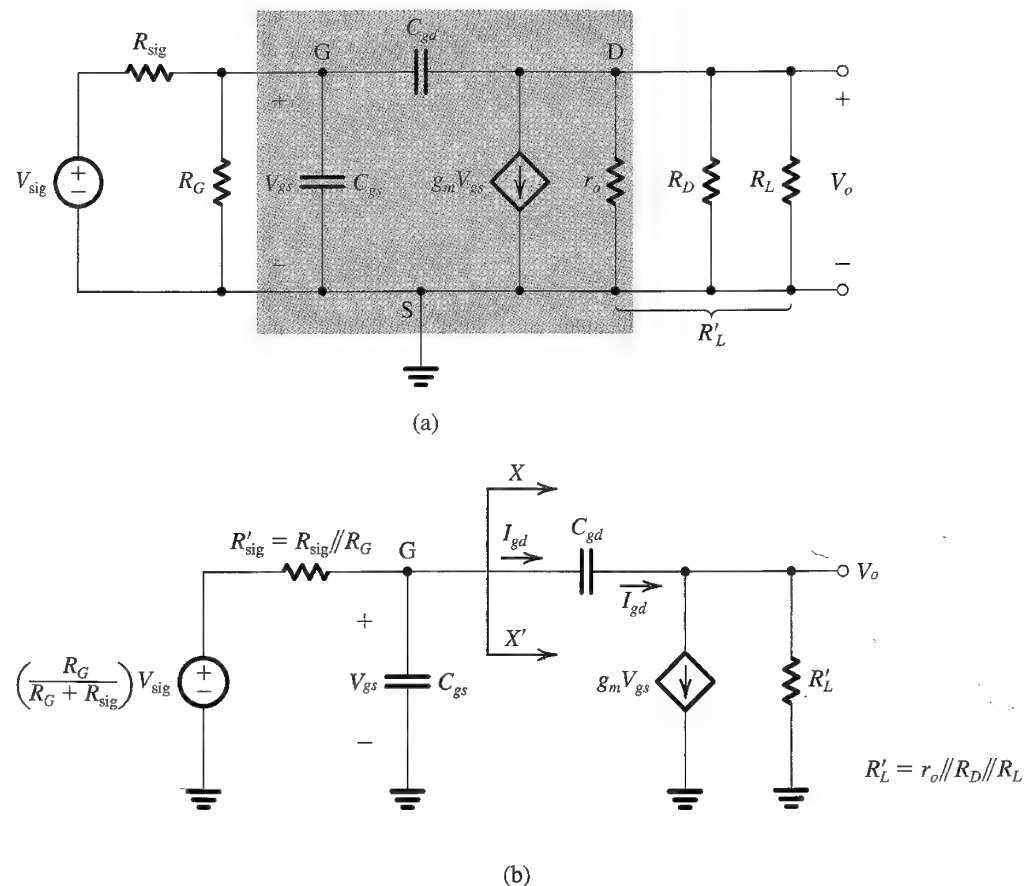 C_gd
R_sig
G
D
+
+
V_sig
+
−
R_G
V_gs
C_gs
g_m V_gs
r_o
R_D
R_L
V_o
−
−
S
R'_L
(a)
X
R'_sig = R_sig//R_G
G
I_gd
C_gd
V_o
I_gd
+
X'
(R_G / (R_G + R_sig)) V_sig
+
−
V_gs
C_gs
g_m V_gs
R'_L
−
R'_L = r_o//R_D//R_L
(b)